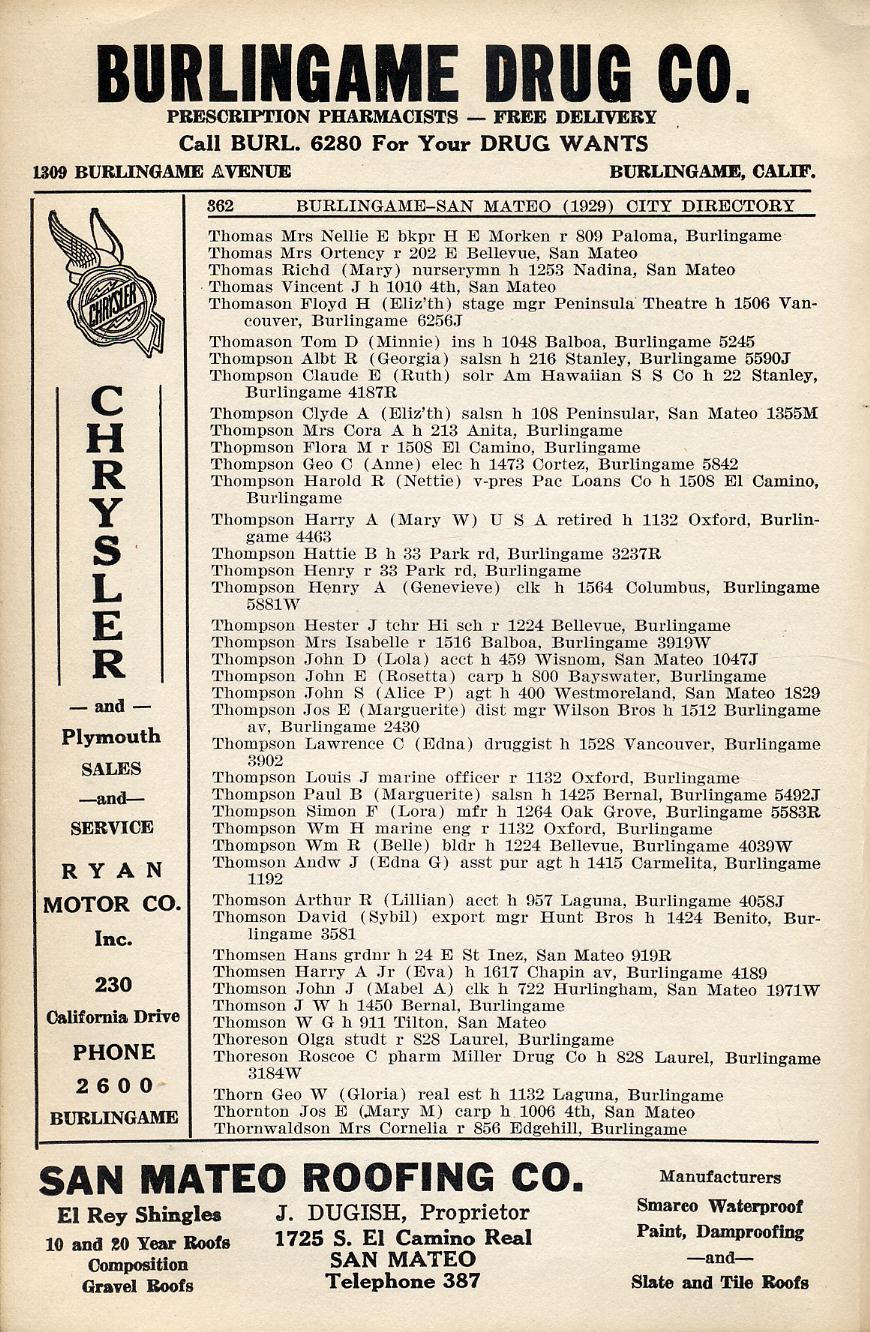 BURLINGAME DRUG CO.
PRESCRIPTION PHARMACISTS — FREE DELIVERY
Call BURL. 6280 For Your DRUG WANTS
1309 BURLINGAME AVENUE BURLINGAME, CALIF.
CHRYSLER
CHRYSLER
— and —
Plymouth
SALES
—and—
SERVICE
RYAN
MOTOR CO.
Inc.
230
California Drive
PHONE
2600
BURLINGAME
362 BURLINGAME–SAN MATEO (1929) CITY DIRECTORY
Thomas Mrs Nellie E bkpr H E Morken r 809 Paloma, Burlingame
Thomas Mrs Ortency r 202 E Bellevue, San Mateo
Thomas Richd (Mary) nurserymn h 1253 Nadina, San Mateo
Thomas Vincent J h 1010 4th, San Mateo
Thomason Floyd H (Eliz'th) stage mgr Peninsula Theatre h 1506 Van-
couver, Burlingame 6256J
Thomason Tom D (Minnie) ins h 1048 Balboa, Burlingame 5245
Thompson Albt R (Georgia) salsn h 216 Stanley, Burlingame 5590J
Thompson Claude E (Ruth) solr Am Hawaiian S S Co h 22 Stanley,
Burlingame 4187R
Thompson Clyde A (Eliz'th) salsn h 108 Peninsular, San Mateo 1355M
Thompson Mrs Cora A h 213 Anita, Burlingame
Thopmson Flora M r 1508 El Camino, Burlingame
Thompson Geo C (Anne) elec h 1473 Cortez, Burlingame 5842
Thompson Harold R (Nettie) v-pres Pac Loans Co h 1508 El Camino,
Burlingame
Thompson Harry A (Mary W) U S A retired h 1132 Oxford, Burlin-
game 4463
Thompson Hattie B h 33 Park rd, Burlingame 3237R
Thompson Henry r 33 Park rd, Burlingame
Thompson Henry A (Genevieve) clk h 1564 Columbus, Burlingame
5881W
Thompson Hester J tchr Hi sch r 1224 Bellevue, Burlingame
Thompson Mrs Isabelle r 1516 Balboa, Burlingame 3919W
Thompson John D (Lola) acct h 459 Wisnom, San Mateo 1047J
Thompson John E (Rosetta) carp h 800 Bayswater, Burlingame
Thompson John S (Alice P) agt h 400 Westmoreland, San Mateo 1829
Thompson Jos E (Marguerite) dist mgr Wilson Bros h 1512 Burlingame
av, Burlingame 2430
Thompson Lawrence C (Edna) druggist h 1528 Vancouver, Burlingame
3902
Thompson Louis J marine officer r 1132 Oxford, Burlingame
Thompson Paul B (Marguerite) salsn h 1425 Bernal, Burlingame 5492J
Thompson Simon F (Lora) mfr h 1264 Oak Grove, Burlingame 5583R
Thompson Wm H marine eng r 1132 Oxford, Burlingame
Thompson Wm R (Belle) bldr h 1224 Bellevue, Burlingame 4039W
Thomson Andw J (Edna G) asst pur agt h 1415 Carmelita, Burlingame
1192
Thomson Arthur R (Lillian) acct h 957 Laguna, Burlingame 4058J
Thomson David (Sybil) export mgr Hunt Bros h 1424 Benito, Bur-
lingame 3581
Thomsen Hans grdnr h 24 E St Inez, San Mateo 919R
Thomsen Harry A Jr (Eva) h 1617 Chapin av, Burlingame 4189
Thomson John J (Mabel A) clk h 722 Hurlingham, San Mateo 1971W
Thomson J W h 1450 Bernal, Burlingame
Thomson W G h 911 Tilton, San Mateo
Thoreson Olga studt r 828 Laurel, Burlingame
Thoreson Roscoe C pharm Miller Drug Co h 828 Laurel, Burlingame
3184W
Thorn Geo W (Gloria) real est h 1132 Laguna, Burlingame
Thornton Jos E (Mary M) carp h 1006 4th, San Mateo
Thornwaldson Mrs Cornelia r 856 Edgehill, Burlingame
SAN MATEO ROOFING CO.
El Rey Shingles
10 and 20 Year Roofs
Composition
Gravel Roofs
J. DUGISH, Proprietor
1725 S. El Camino Real
SAN MATEO
Telephone 387
Manufacturers
Smarco Waterproof
Paint, Dampproofing
—and—
Slate and Tile Roofs